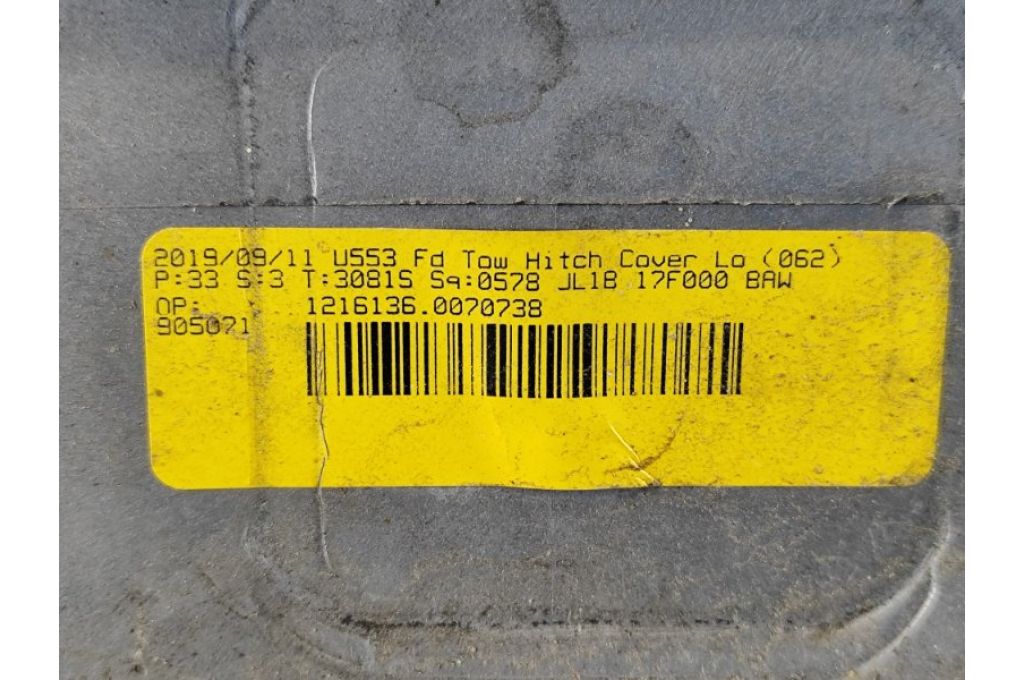 2019/09/11 U553 Fd Tow Hitch Cover Lo (062)
P:33 S:3 T:30815 Sq:0578 JL1B 17F000 BAW
OP: 1216136.0070738
905071